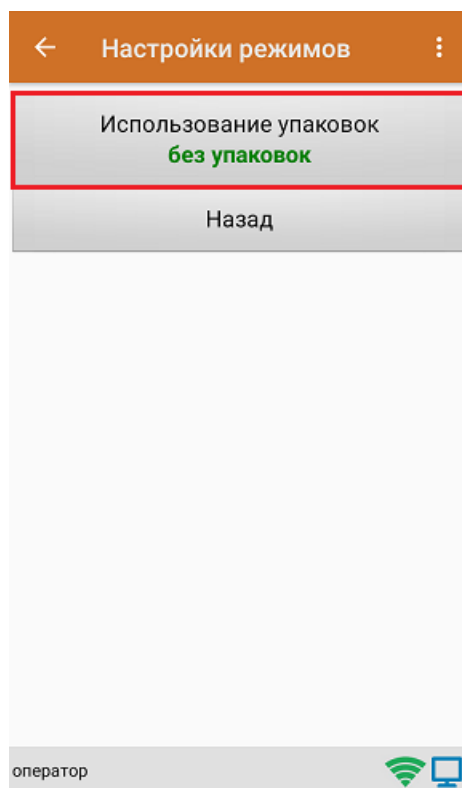 Настройки режимов
Использование упаковок
без упаковок
Назад
оператор